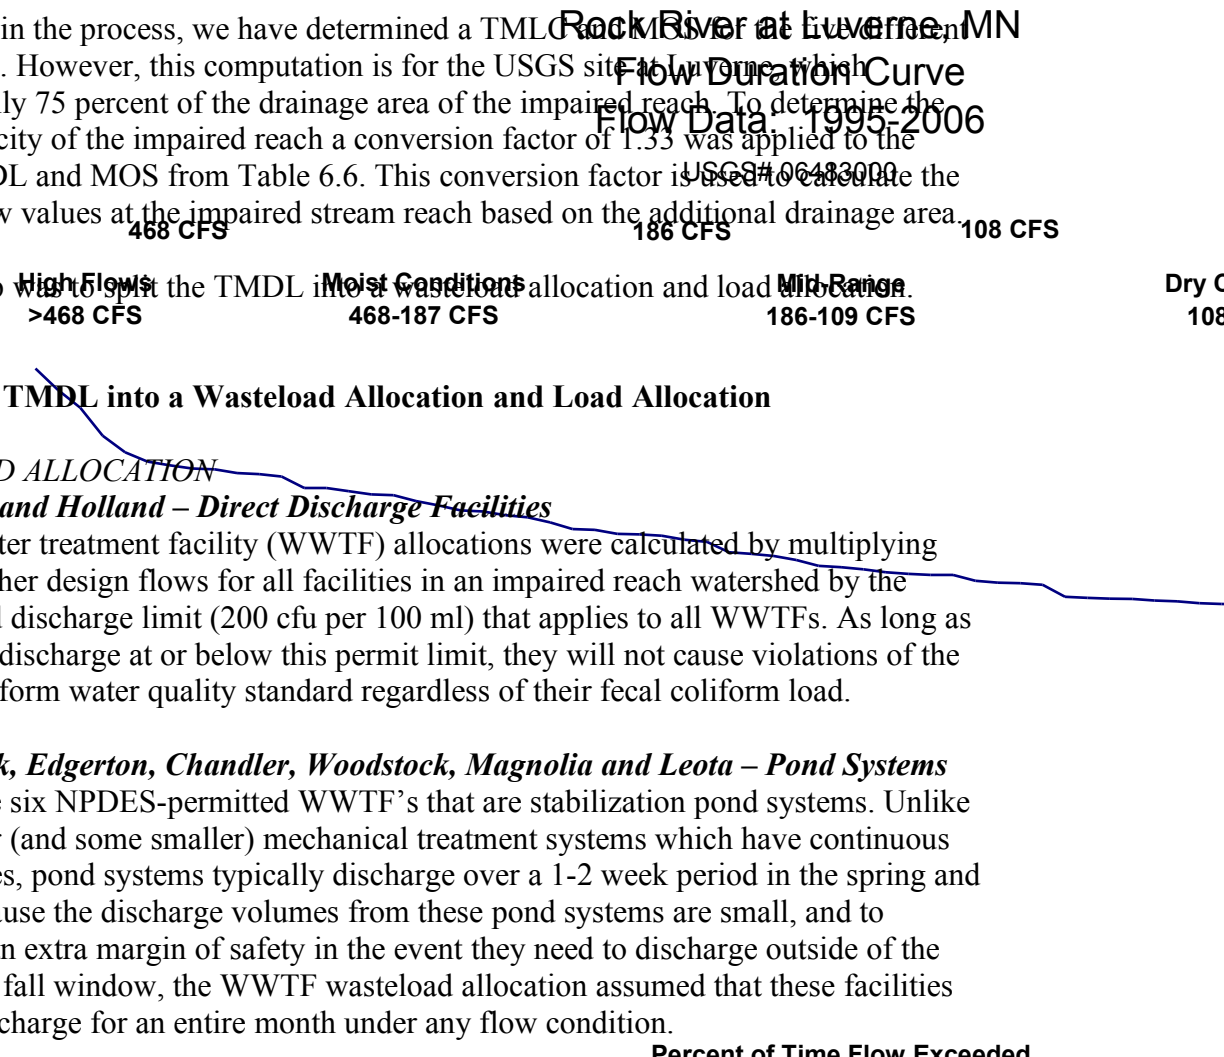 in the process, we have determined a TMLC and MOS for the five different
. However, this computation is for the USGS site at Luverne, which
ly 75 percent of the drainage area of the impaired reach. To determine the
city of the impaired reach a conversion factor of 1.33 was applied to the
DL and MOS from Table 6.6. This conversion factor is used to calculate the
w values at the impaired stream reach based on the additional drainage area.
Rock River at Luverne, MN
Flow Duration Curve
Flow Data: 1995-2006
USGS# 06483000
468 CFS 186 CFS 108 CFS
was to split the TMDL into a wasteload allocation and load allocation.
High Flows Moist Conditions Mid-Range Dry C
>468 CFS 468-187 CFS 186-109 CFS 108
TMDL into a Wasteload Allocation and Load Allocation
D ALLOCATION
and Holland – Direct Discharge Facilities
ter treatment facility (WWTF) allocations were calculated by multiplying
her design flows for all facilities in an impaired reach watershed by the
discharge limit (200 cfu per 100 ml) that applies to all WWTFs. As long as
discharge at or below this permit limit, they will not cause violations of the
form water quality standard regardless of their fecal coliform load.
k, Edgerton, Chandler, Woodstock, Magnolia and Leota – Pond Systems
e six NPDES-permitted WWTF’s that are stabilization pond systems. Unlike
(and some smaller) mechanical treatment systems which have continuous
es, pond systems typically discharge over a 1-2 week period in the spring and
ause the discharge volumes from these pond systems are small, and to
n extra margin of safety in the event they need to discharge outside of the
fall window, the WWTF wasteload allocation assumed that these facilities
charge for an entire month under any flow condition.
Percent of Time Flow Exceeded